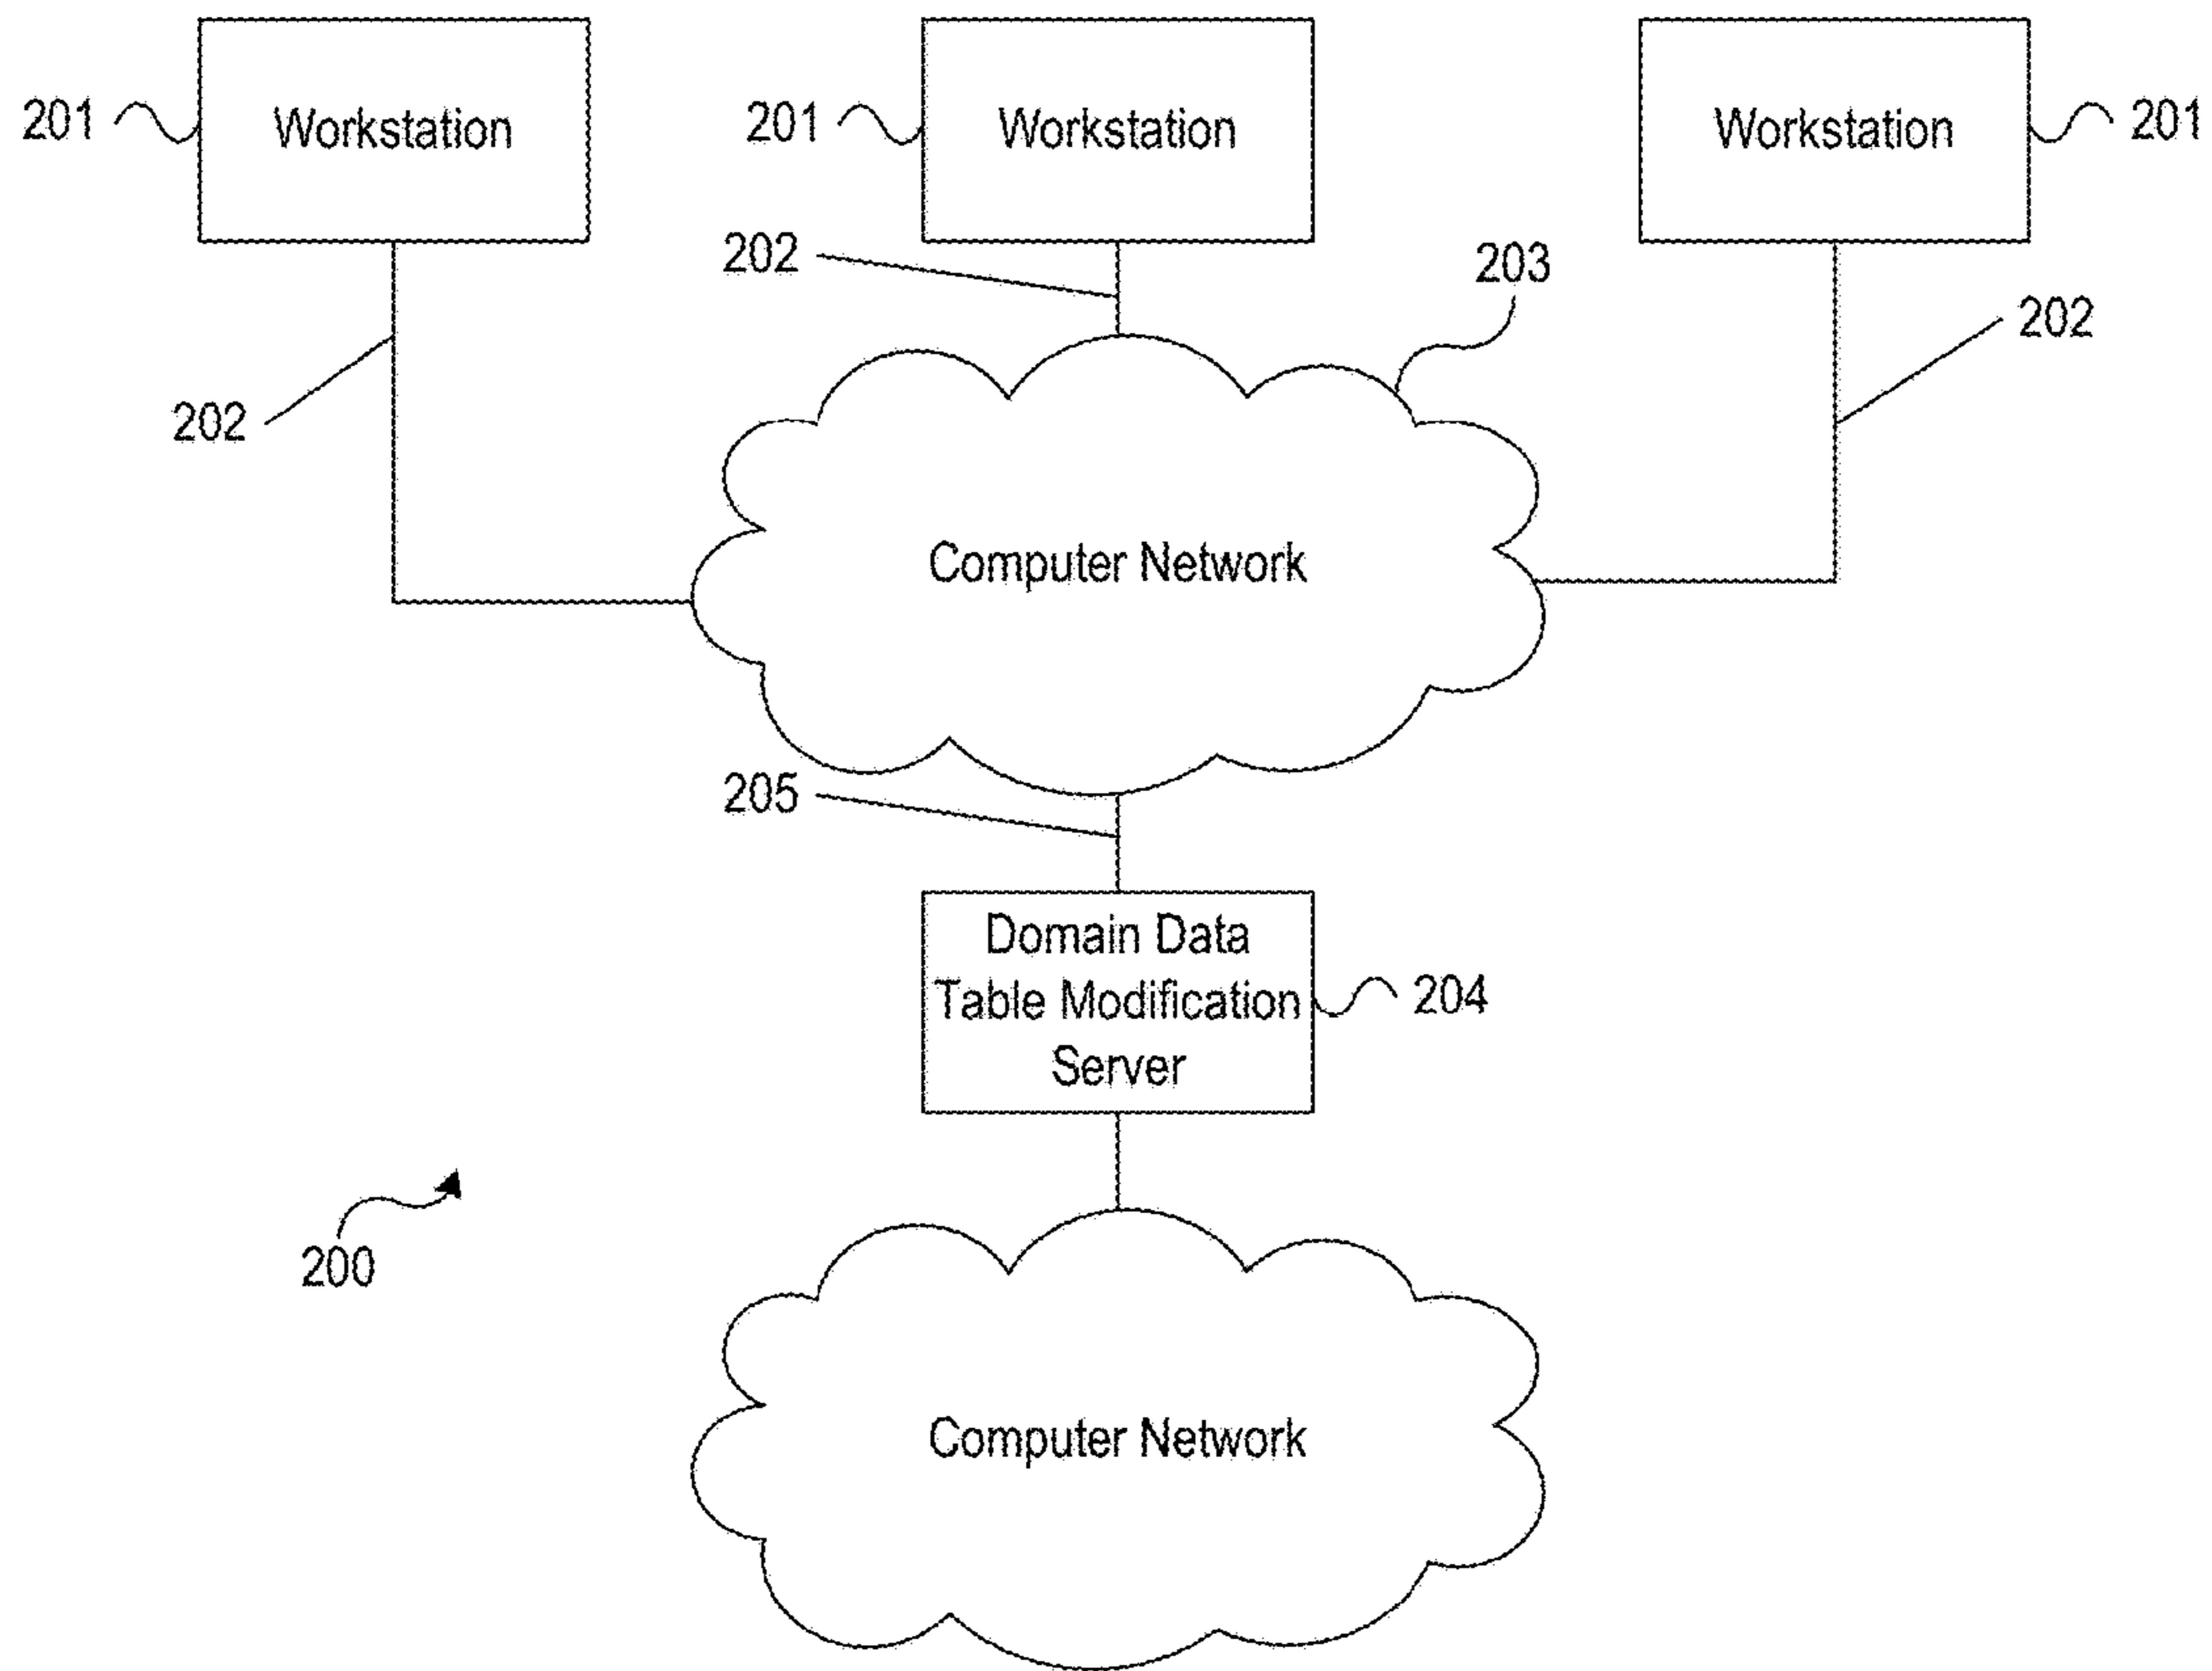 201
Workstation
201
Workstation
Workstation
201
202
203
202
202
Computer Network
205
Domain Data
Table Modification
Server
204
200
Computer Network